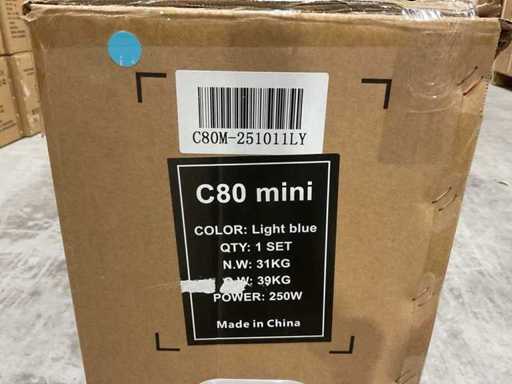 C80M-251011LY
C80 mini
COLOR: Light blue
QTY: 1 SET
N.W: 31KG
.W: 39KG
POWER: 250W
Made in China